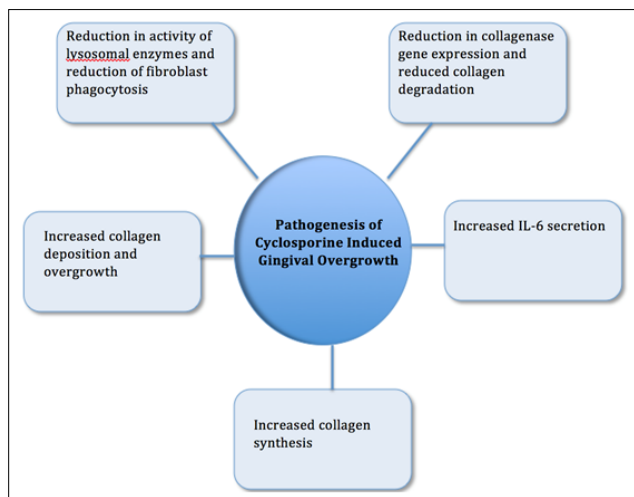 Reduction in activity of
lysosomal enzymes and
reduction of fibroblast
phagocytosis
Reduction in collagenase
gene expression and
reduced collagen
degradation
Pathogenesis of
Cyclosporine Induced
Gingival Overgrowth
Increased collagen
deposition and
overgrowth
Increased IL-6 secretion
Increased collagen
synthesis